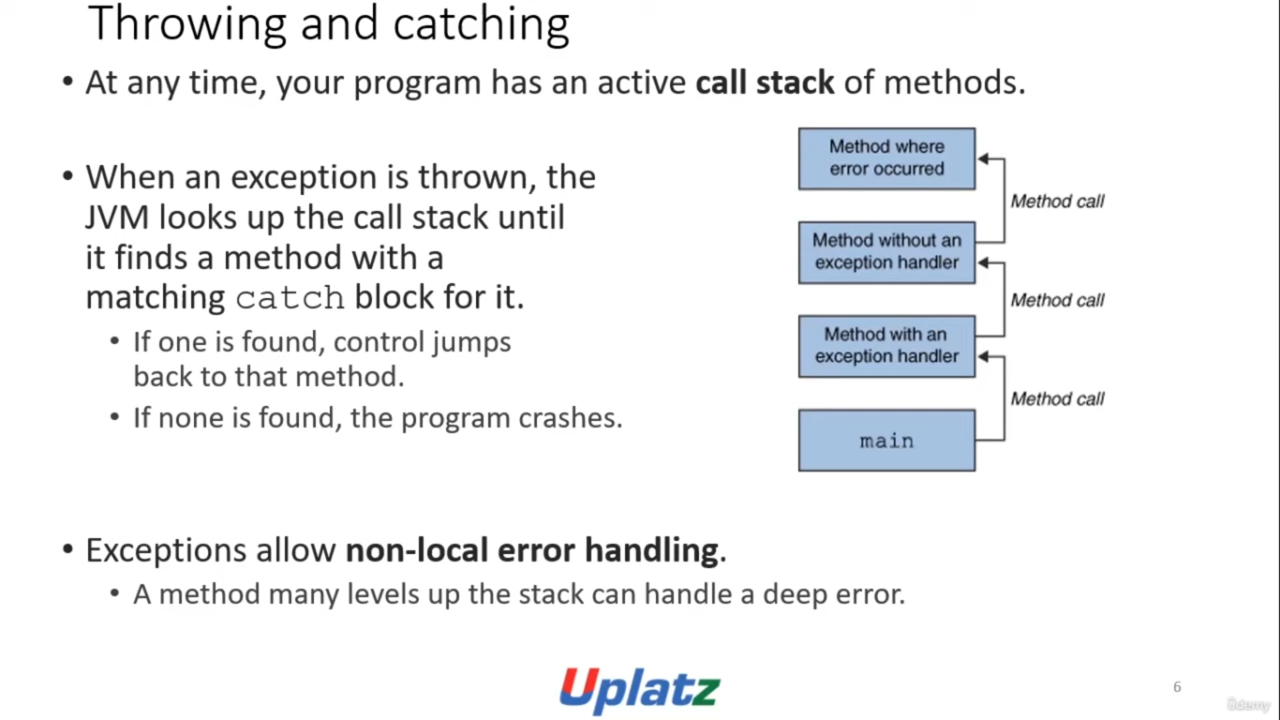 Throwing and catching
• At any time, your program has an active call stack of methods.
• When an exception is thrown, the
JVM looks up the call stack until
it finds a method with a
matching catch block for it.
• If one is found, control jumps
back to that method.
• If none is found, the program crashes.
Method where
error occurred
Method call
Method without an
exception handler
Method call
Method with an
exception handler
Method call
main
• Exceptions allow non-local error handling.
• A method many levels up the stack can handle a deep error.
Uplatz
6
ûdemy